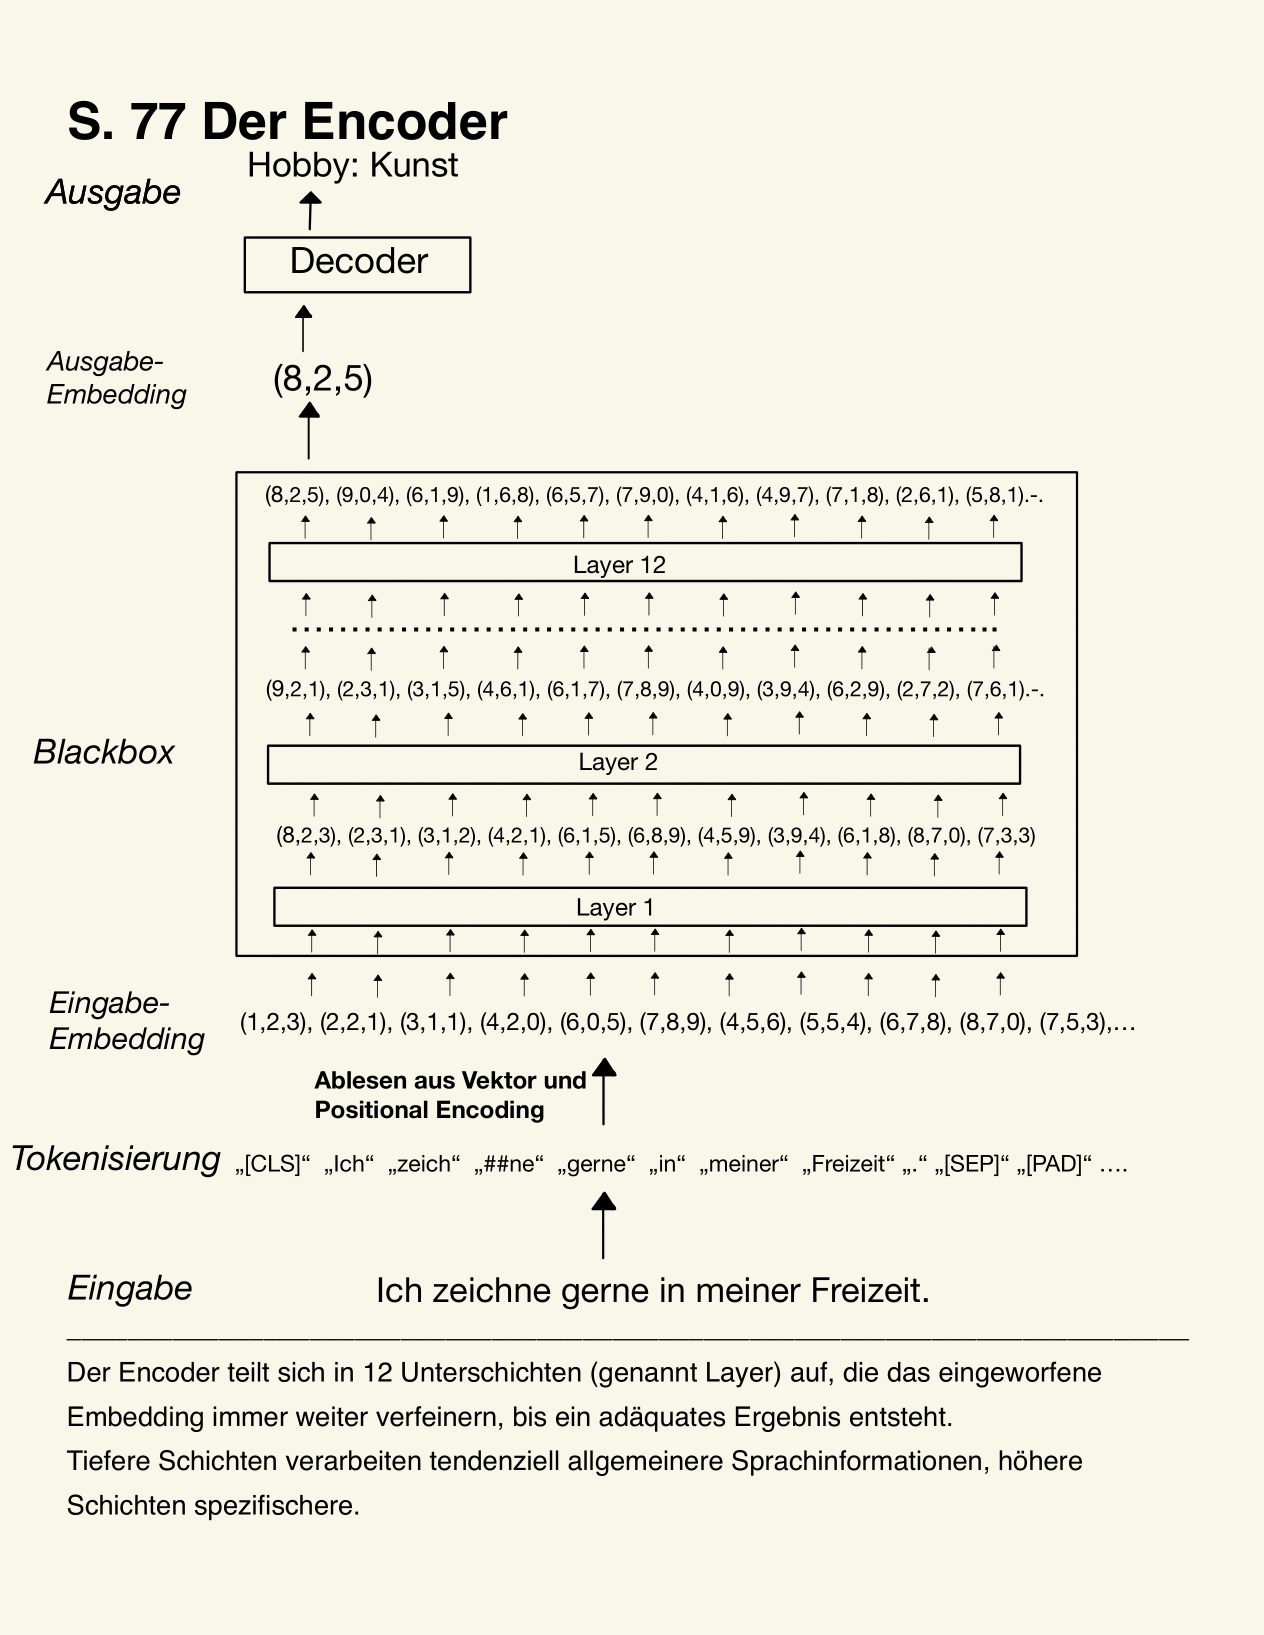 S. 77 Der Encoder
Hobby: Kunst
Ausgabe
Decoder
Ausgabe-
Embedding
(8,2,5)
(8,2,5), (9,0,4), (6,1,9), (1,6,8), (6,5,7), (7,9,0), (4,1,6), (4,9,7), (7,1,8), (2,6,1), (5,8,1).-.
Layer 12
(9,2,1), (2,3,1), (3,1,5), (4,6,1), (6,1,7), (7,8,9), (4,0,9), (3,9,4), (6,2,9), (2,7,2), (7,6,1).-.
Blackbox
Layer 2
(8,2,3), (2,3,1), (3,1,2), (4,2,1), (6,1,5), (6,8,9), (4,5,9), (3,9,4), (6,1,8), (8,7,0), (7,3,3)
Layer 1
Eingabe-
Embedding
(1,2,3), (2,2,1), (3,1,1), (4,2,0), (6,0,5), (7,8,9), (4,5,6), (5,5,4), (6,7,8), (8,7,0), (7,5,3),…
Ablesen aus Vektor und
Positional Encoding
Tokenisierung „[CLS]“ „Ich“ „zeich“ „##ne“ „gerne“ „in“ „meiner“ „Freizeit“ „.“ „[SEP]“ „[PAD]“ ….
Eingabe Ich zeichne gerne in meiner Freizeit.
Der Encoder teilt sich in 12 Unterschichten (genannt Layer) auf, die das eingeworfene
Embedding immer weiter verfeinern, bis ein adäquates Ergebnis entsteht.
Tiefere Schichten verarbeiten tendenziell allgemeinere Sprachinformationen, höhere
Schichten spezifischere.